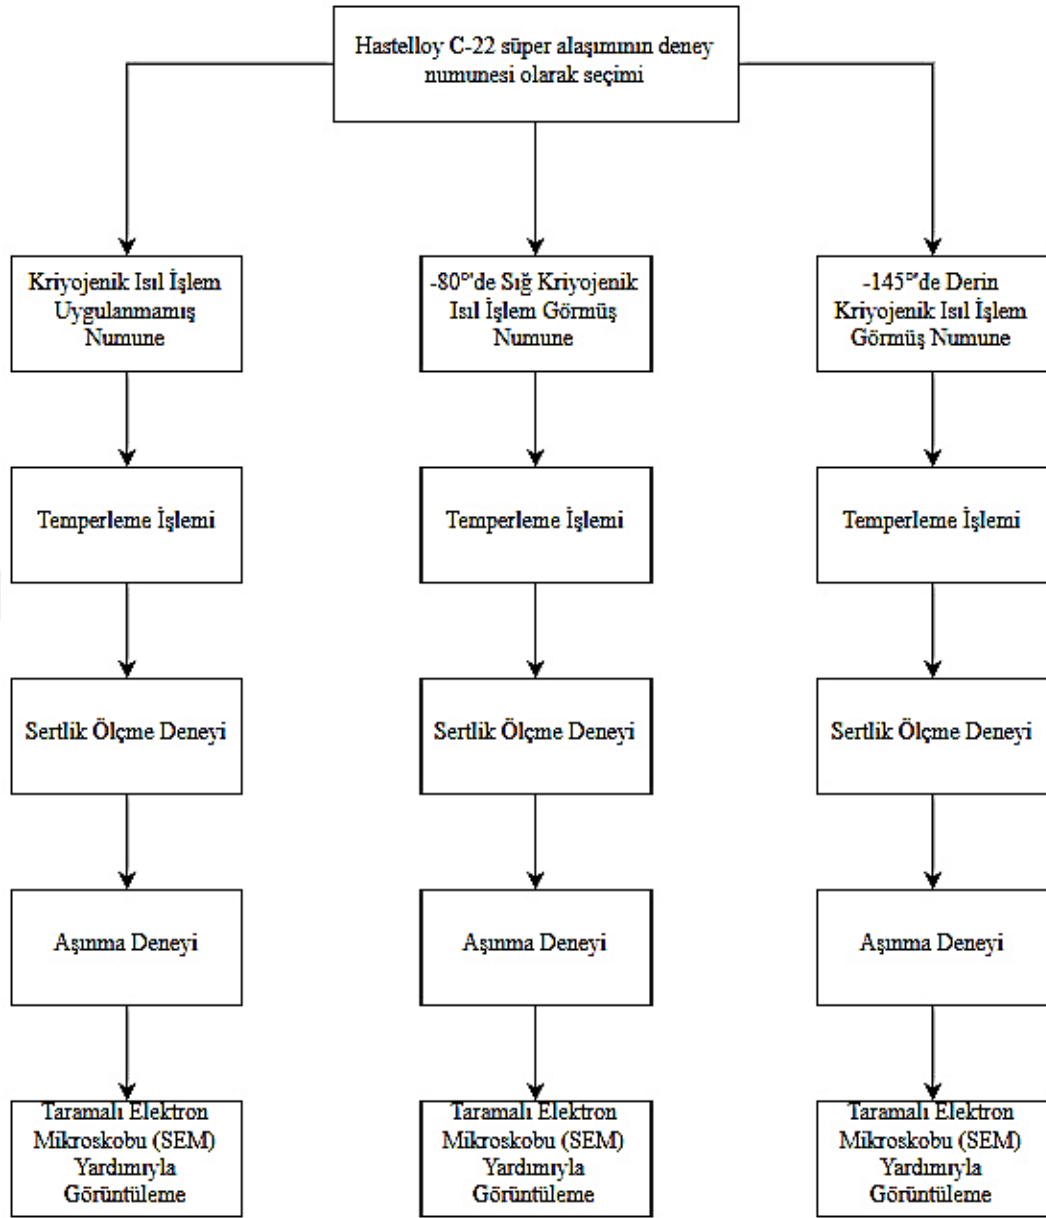 Hastelloy C-22 süper alaşımının deney
numunesi olarak seçimi
Kriyojenik Isıl İşlem
Uygulanmamış
Numune
-80°'de Sığ Kriyojenik
Isıl İşlem Görmüş
Numune
-145°'de Derin
Kriyojenik Isıl İşlem
Görmüş Numune
Temperleme İşlemi
Temperleme İşlemi
Temperleme İşlemi
Sertlik Ölçme Deneyi
Sertlik Ölçme Deneyi
Sertlik Ölçme Deneyi
Aşınma Deneyi
Aşınma Deneyi
Aşınma Deneyi
Taramalı Elektron
Mikroskobu (SEM)
Yardımıyla
Görüntüleme
Taramalı Elektron
Mikroskobu (SEM)
Yardımıyla
Görüntüleme
Taramalı Elektron
Mikroskobu (SEM)
Yardımıyla
Görüntüleme